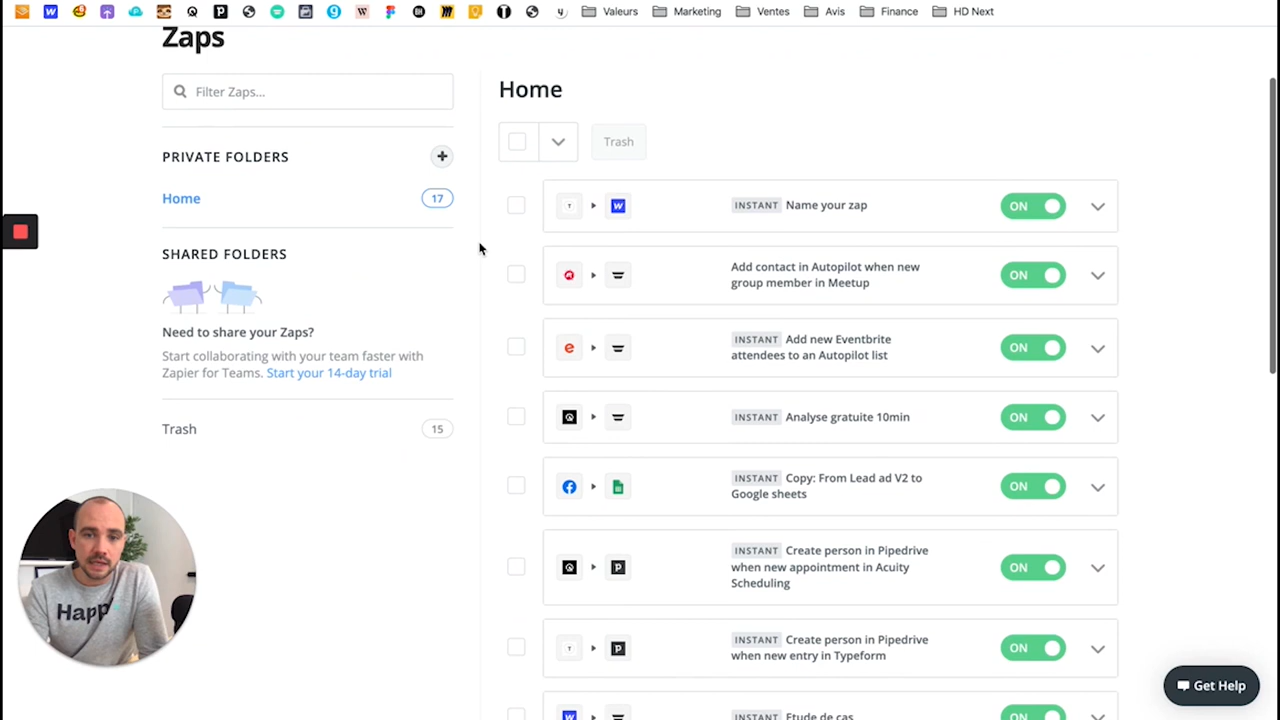 Valeurs Marketing Ventes Avis Finance HD Next
Zaps
Filter Zaps...
PRIVATE FOLDERS
Home 17
SHARED FOLDERS
Need to share your Zaps?
Start collaborating with your team faster with
Zapier for Teams. Start your 14-day trial
Trash 15
Happ
Home
Trash
INSTANT Name your zap ON
Add contact in Autopilot when new
group member in Meetup
ON
INSTANT Add new Eventbrite
attendees to an Autopilot list
ON
INSTANT Analyse gratuite 10min ON
INSTANT Copy: From Lead ad V2 to
Google sheets
ON
INSTANT Create person in Pipedrive
when new appointment in Acuity
Scheduling
ON
INSTANT Create person in Pipedrive
when new entry in Typeform
ON
INSTANT Etude de cas
Get Help